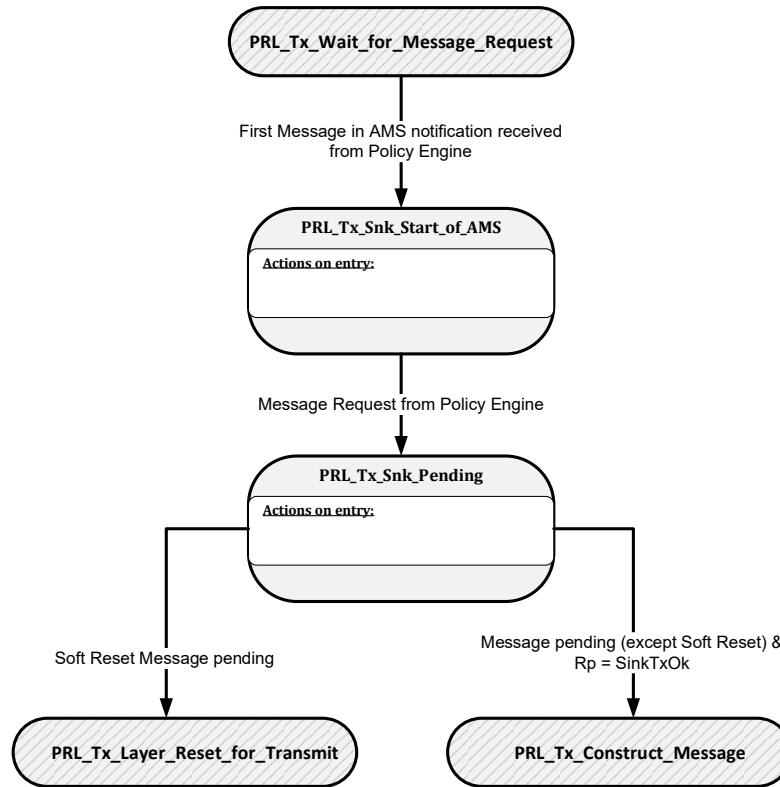 PRL_Tx_Wait_for_Message_Request
First Message in AMS notification received
from Policy Engine
PRL_Tx_Snk_Start_of_AMS
Actions on entry:
Message Request from Policy Engine
PRL_Tx_Snk_Pending
Actions on entry:
Soft Reset Message pending
Message pending (except Soft Reset) &
Rp = SinkTxOk
PRL_Tx_Layer_Reset_for_Transmit
PRL_Tx_Construct_Message